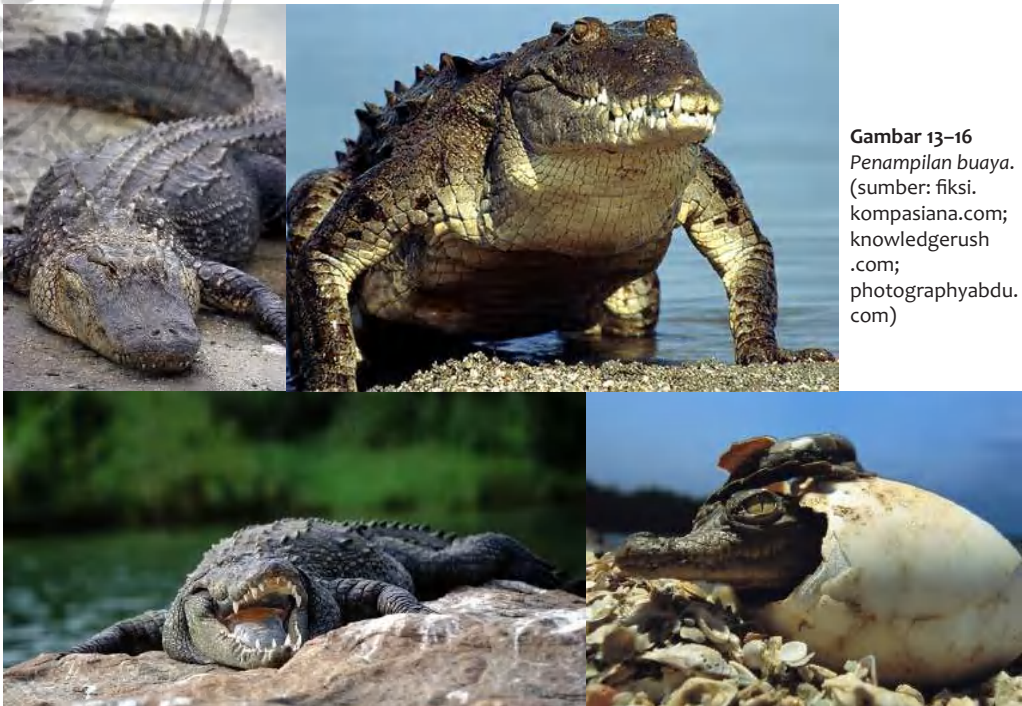 Gambar 13–16
Penampilan buaya.
(sumber: fiksi.
kompasiana.com;
knowledgerush
.com;
photographyabdu.
com)